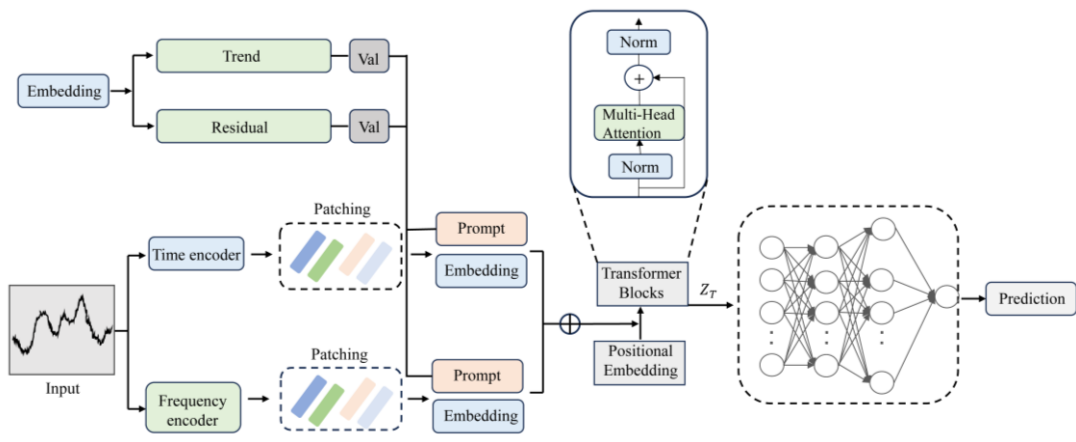 Embedding
Trend
Val
Residual
Val
Norm
+
Multi-Head
Attention
Norm
Patching
Time encoder
Prompt
Embedding
Input
Patching
Frequency
encoder
Prompt
Embedding
Transformer
Blocks
Positional
Embedding
Z_T
Prediction